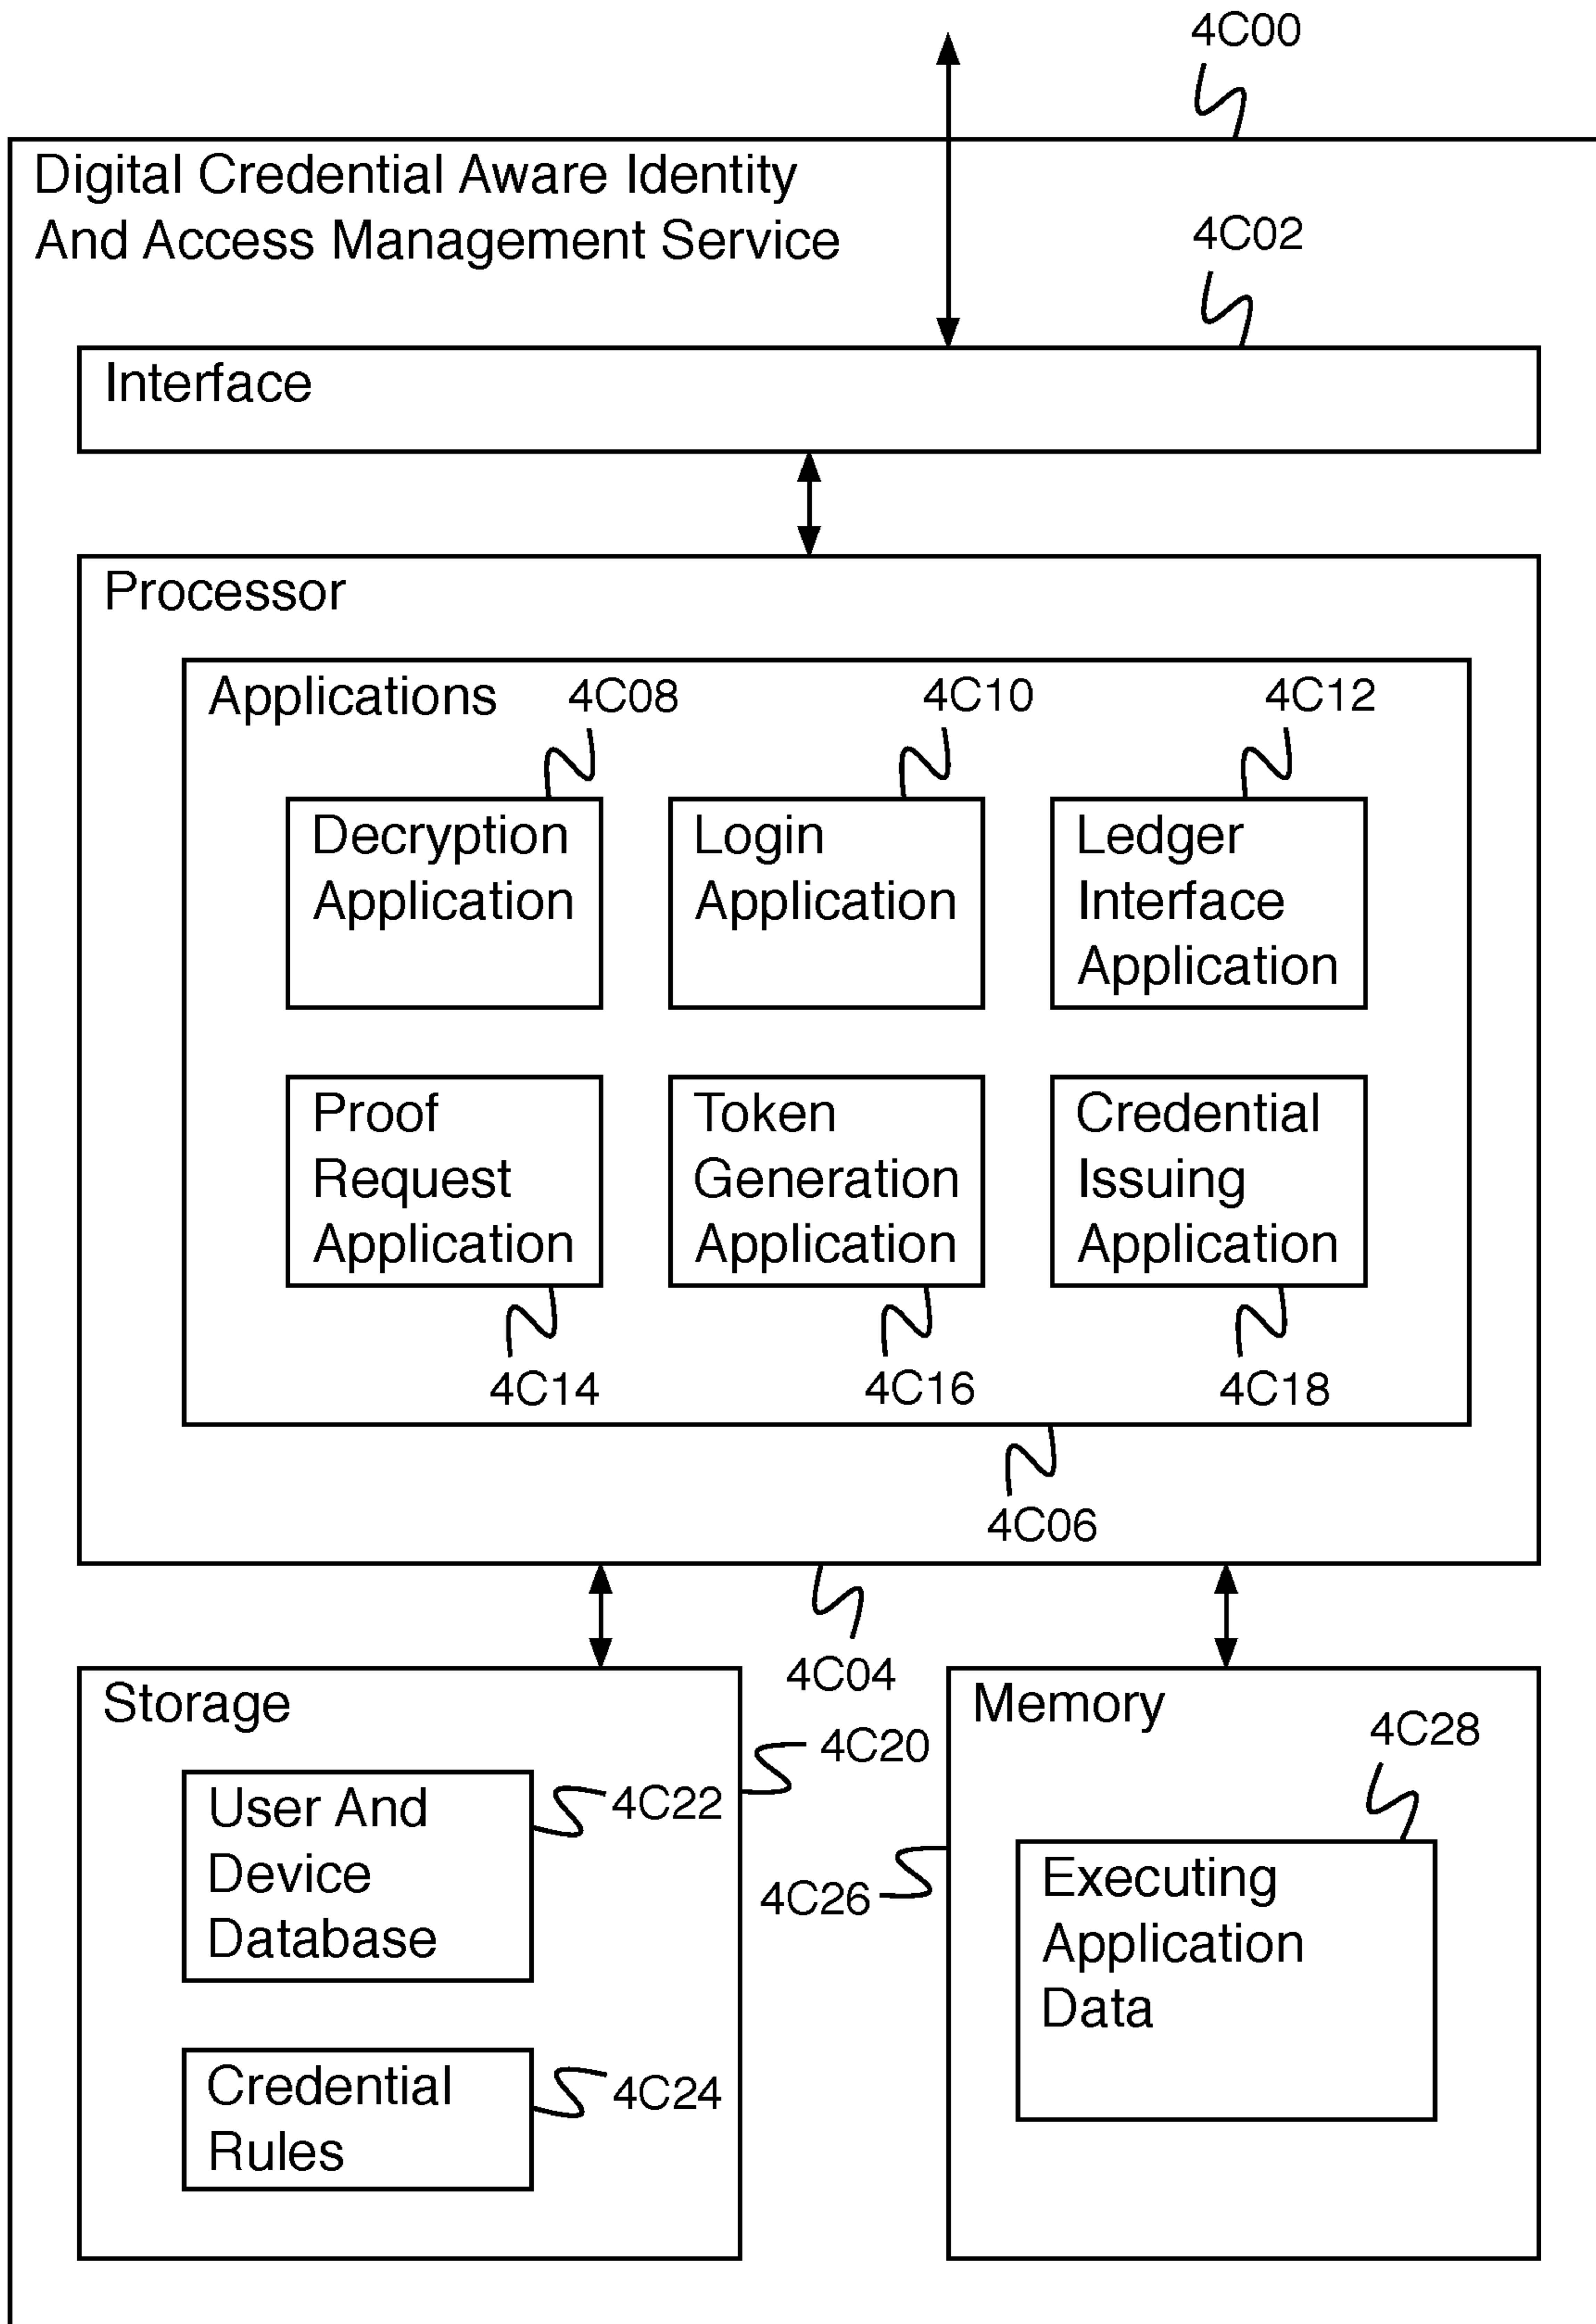 4C00
Digital Credential Aware Identity
And Access Management Service
4C02
Interface
Processor
Applications
4C08
4C10
4C12
Decryption
Application
Login
Application
Ledger
Interface
Application
Proof
Request
Application
Token
Generation
Application
Credential
Issuing
Application
4C14
4C16
4C18
4C06
4C04
Storage
4C20
User And
Device
Database
4C22
Credential
Rules
4C24
Memory
4C28
4C26
Executing
Application
Data